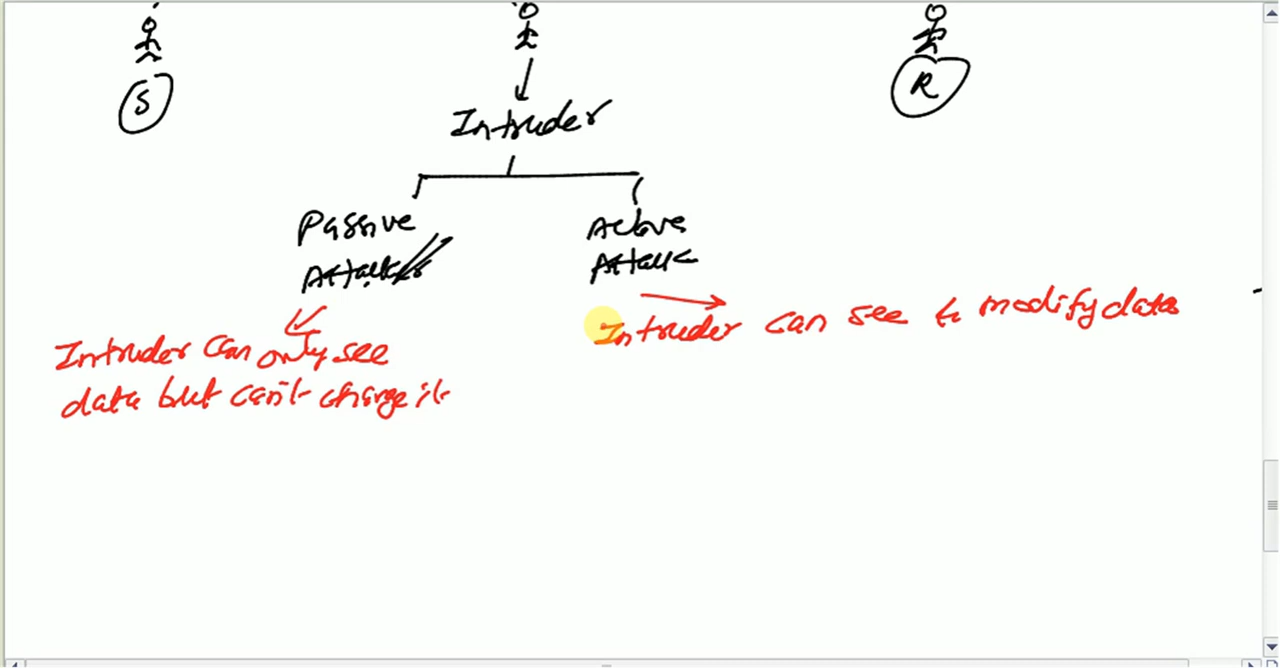 S
R
Intruder
Passive
Attacks
Active
Attack
Intruder can see & modify data
Intruder can only see
data but can't change it